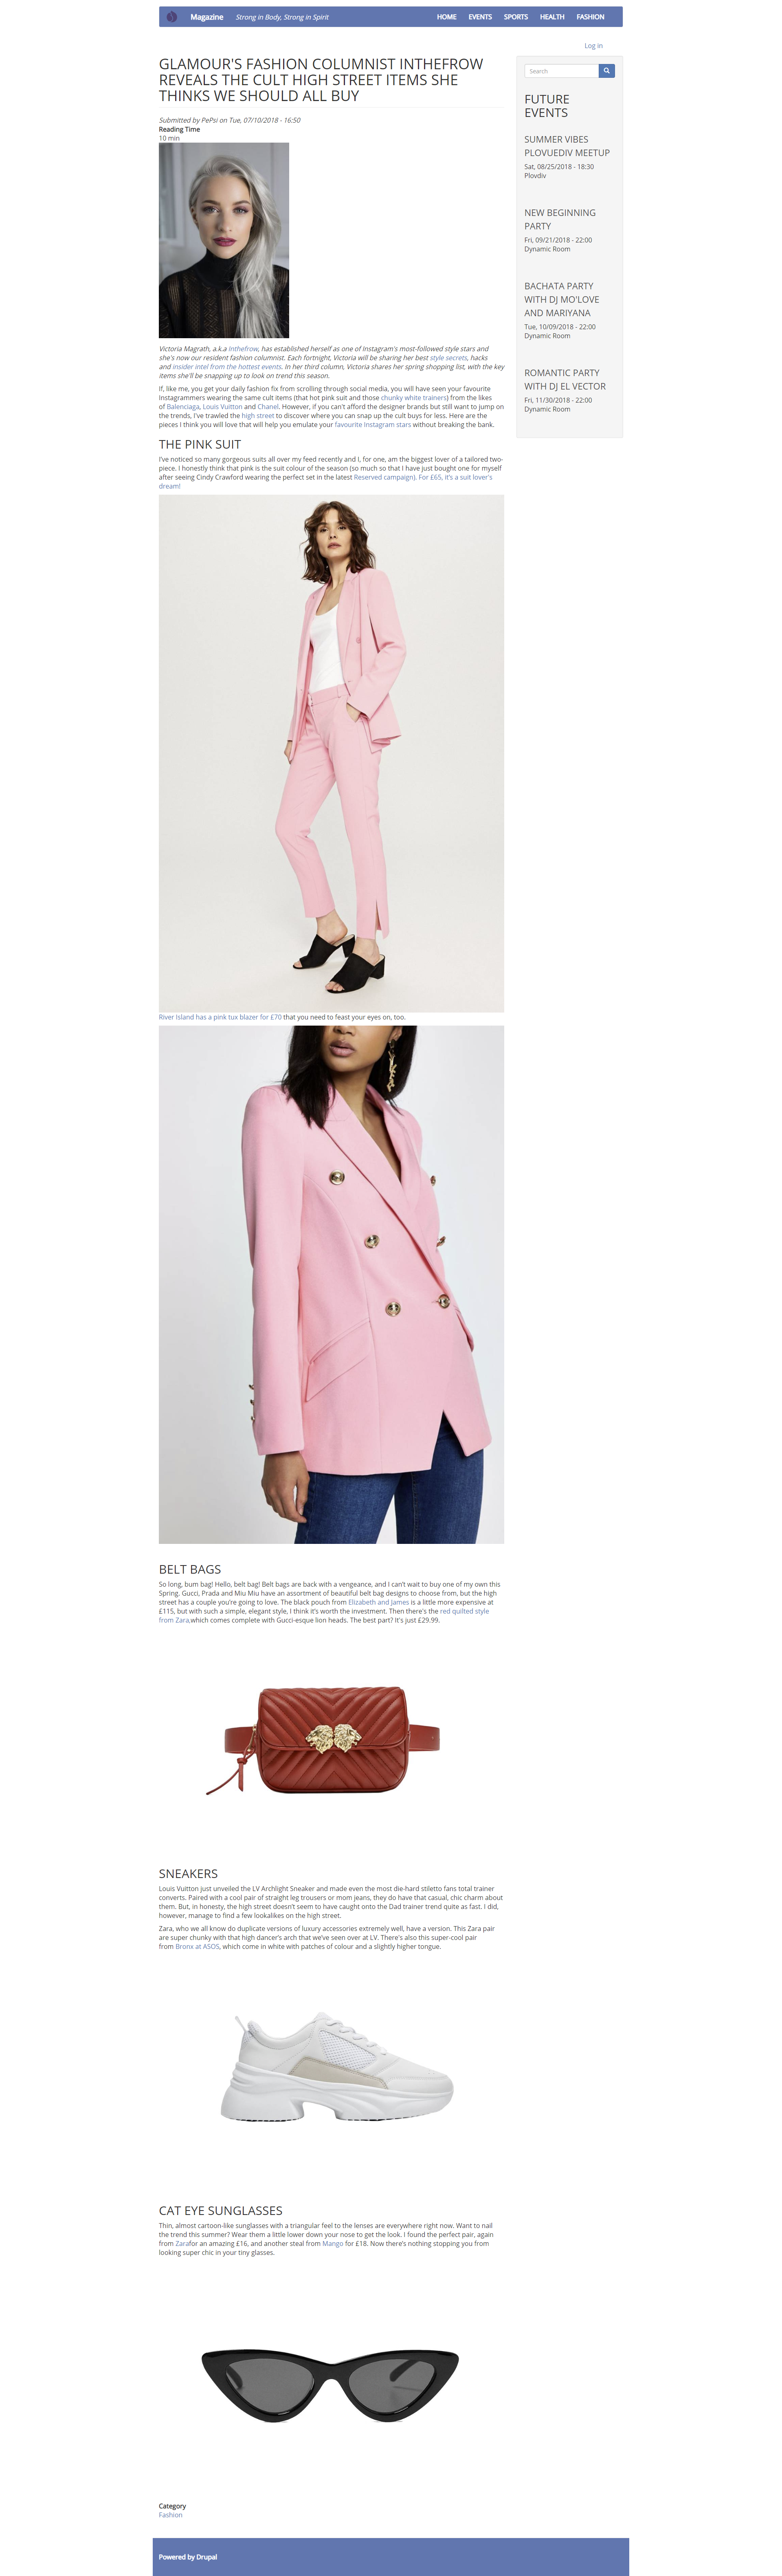 Magazine Strong in Body, Strong in Spirit HOME EVENTS SPORTS HEALTH FASHION
Log in
GLAMOUR'S FASHION COLUMNIST INTHEFROW
REVEALS THE CULT HIGH STREET ITEMS SHE
THINKS WE SHOULD ALL BUY
Submitted by PePsi on Tue, 07/10/2018 - 16:50
Reading Time
10 min
Victoria Magrath, a.k.a inthefrow, has established herself as one of Instagram's most-followed style stars and
she's now our resident fashion columnist. Each fortnight, Victoria will be sharing her best style secrets, hacks
and insider intel from the hottest events. In her third column, Victoria shares her spring shopping list, with the key
items she'll be snapping up to look on trend this season.
If, like me, you get your daily fashion fix from scrolling through social media, you will have seen your favourite
Instagrammers wearing the same cult items (that hot pink suit and those chunky white trainers) from the likes
of Balenciaga, Louis Vuitton and Chanel. However, if you can't afford the designer brands but still want to jump on
the trends, I've trawled the high street to discover where you can snap up the cult buys for less. Here are the
pieces I think you will love that will help you emulate your favourite Instagram stars without breaking the bank.
THE PINK SUIT
I've noticed so many gorgeous suits all over my feed recently and I, for one, am the biggest lover of a tailored two-
piece. I honestly think that pink is the suit colour of the season (so much so that I have just bought one for myself
after seeing Cindy Crawford wearing the perfect set in the latest Reserved campaign). For £65, it's a suit lover's
dream!
River Island has a pink tux blazer for £70 that you need to feast your eyes on, too.
BELT BAGS
So long, bum bag! Hello, belt bag! Belt bags are back with a vengeance, and I can't wait to buy one of my own this
Spring. Gucci, Prada and Miu Miu have an assortment of beautiful belt bag designs to choose from, but the high
street has a couple you're going to love. The black pouch from Elizabeth and James is a little more expensive at
£115, but with such a simple, elegant style, I think it's worth the investment. Then there's the red quilted style
from Zara,which comes complete with Gucci-esque lion heads. The best part? It's just £29.99.
SNEAKERS
Louis Vuitton just unveiled the LV Archlight Sneaker and made even the most die-hard stiletto fans total trainer
converts. Paired with a cool pair of straight leg trousers or mom jeans, they do have that casual, chic charm about
them. But, in honesty, the high street doesn't seem to have caught onto the Dad trainer trend quite as fast. I did,
however, manage to find a few lookalikes on the high street.
Zara, who we all know do duplicate versions of luxury accessories extremely well, have a version. This Zara pair
are super chunky with that high dancer's arch that we've seen over at LV. There's also this super-cool pair
from Bronx at ASOS, which come in white with patches of colour and a slightly higher tongue.
CAT EYE SUNGLASSES
Thin, almost cartoon-like sunglasses with a triangular feel to the lenses are everywhere right now. Want to nail
the trend this summer? Wear them a little lower down your nose to get the look. I found the perfect pair, again
from Zarafor an amazing £16, and another steal from Mango for £18. Now there's nothing stopping you from
looking super chic in your tiny glasses.
Category
Fashion
Search
FUTURE
EVENTS
SUMMER VIBES
PLOVUEDIV MEETUP
Sat, 08/25/2018 - 18:30
Plovdiv
NEW BEGINNING
PARTY
Fri, 09/21/2018 - 22:00
Dynamic Room
BACHATA PARTY
WITH DJ MO'LOVE
AND MARIYANA
Tue, 10/09/2018 - 22:00
Dynamic Room
ROMANTIC PARTY
WITH DJ EL VECTOR
Fri, 11/30/2018 - 22:00
Dynamic Room
Powered by Drupal